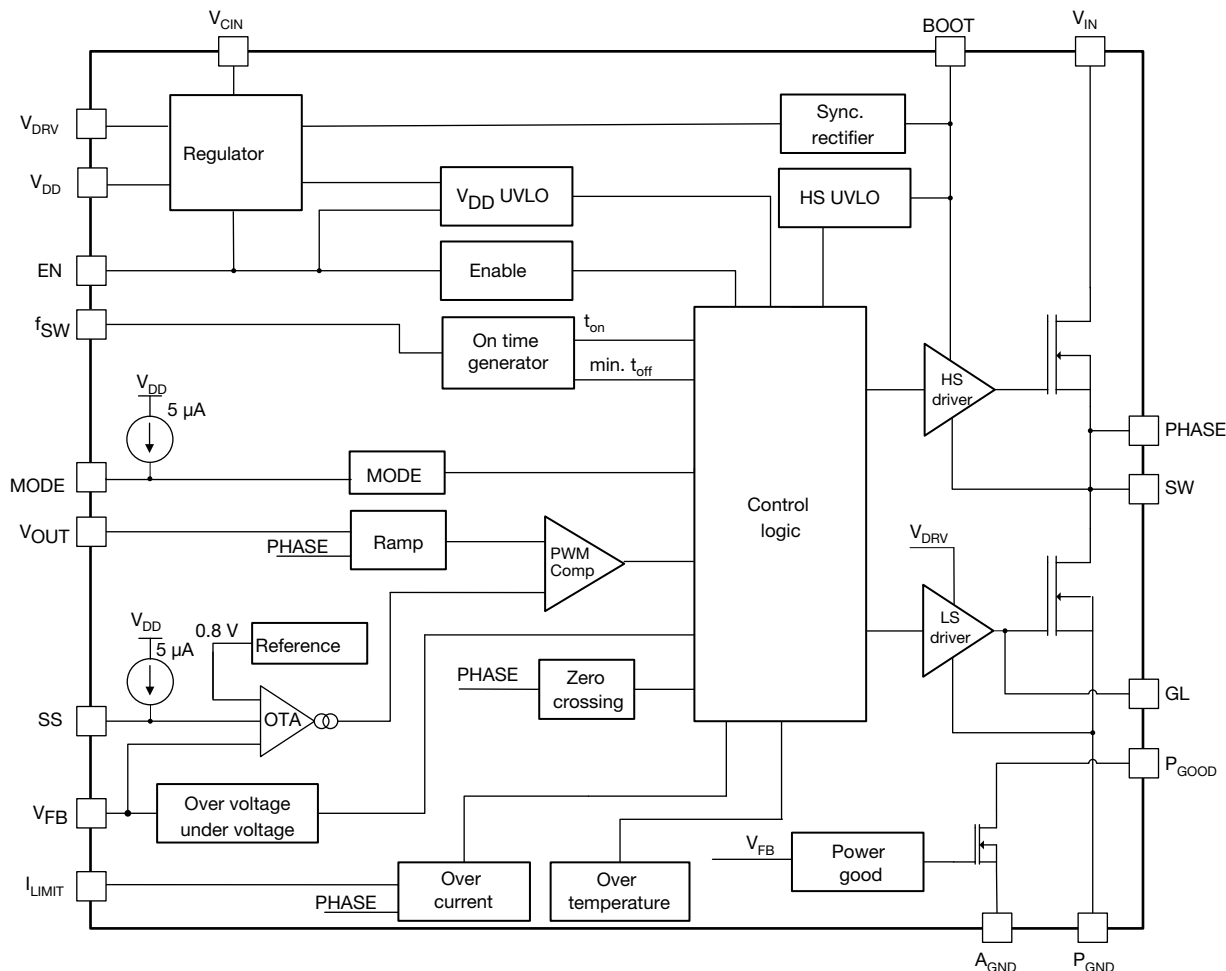 VCIN
BOOT
VIN
VDRV
Regulator
Sync.
rectifier
VDD
VDD UVLO
HS UVLO
EN
Enable
fSW
On time
generator
ton
min. toff
HS
driver
VDD
5 µA
PHASE
MODE
MODE
SW
Control
logic
VOUT
PHASE
Ramp
PWM
Comp
VDRV
LS
driver
VDD
5 µA
0.8 V
Reference
PHASE
Zero
crossing
GL
SS
OTA
PGOOD
VFB
Over voltage
under voltage
VFB
Power
good
ILIMIT
PHASE
Over
current
Over
temperature
AGND
PGND